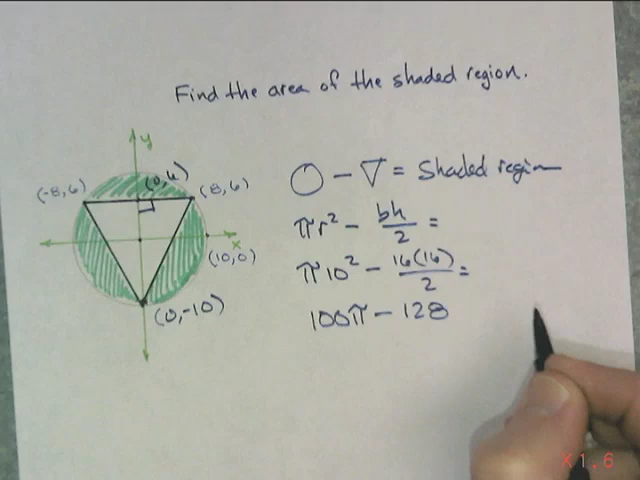 Find the area of the shaded region.
y
(-8,6)
(0,6)
(8,6)
x
(10,0)
(0,-10)
○ - ▽ = Shaded region
πr² - bh/2 =
π10² - 16(16)/2 =
100π - 128
X1,6